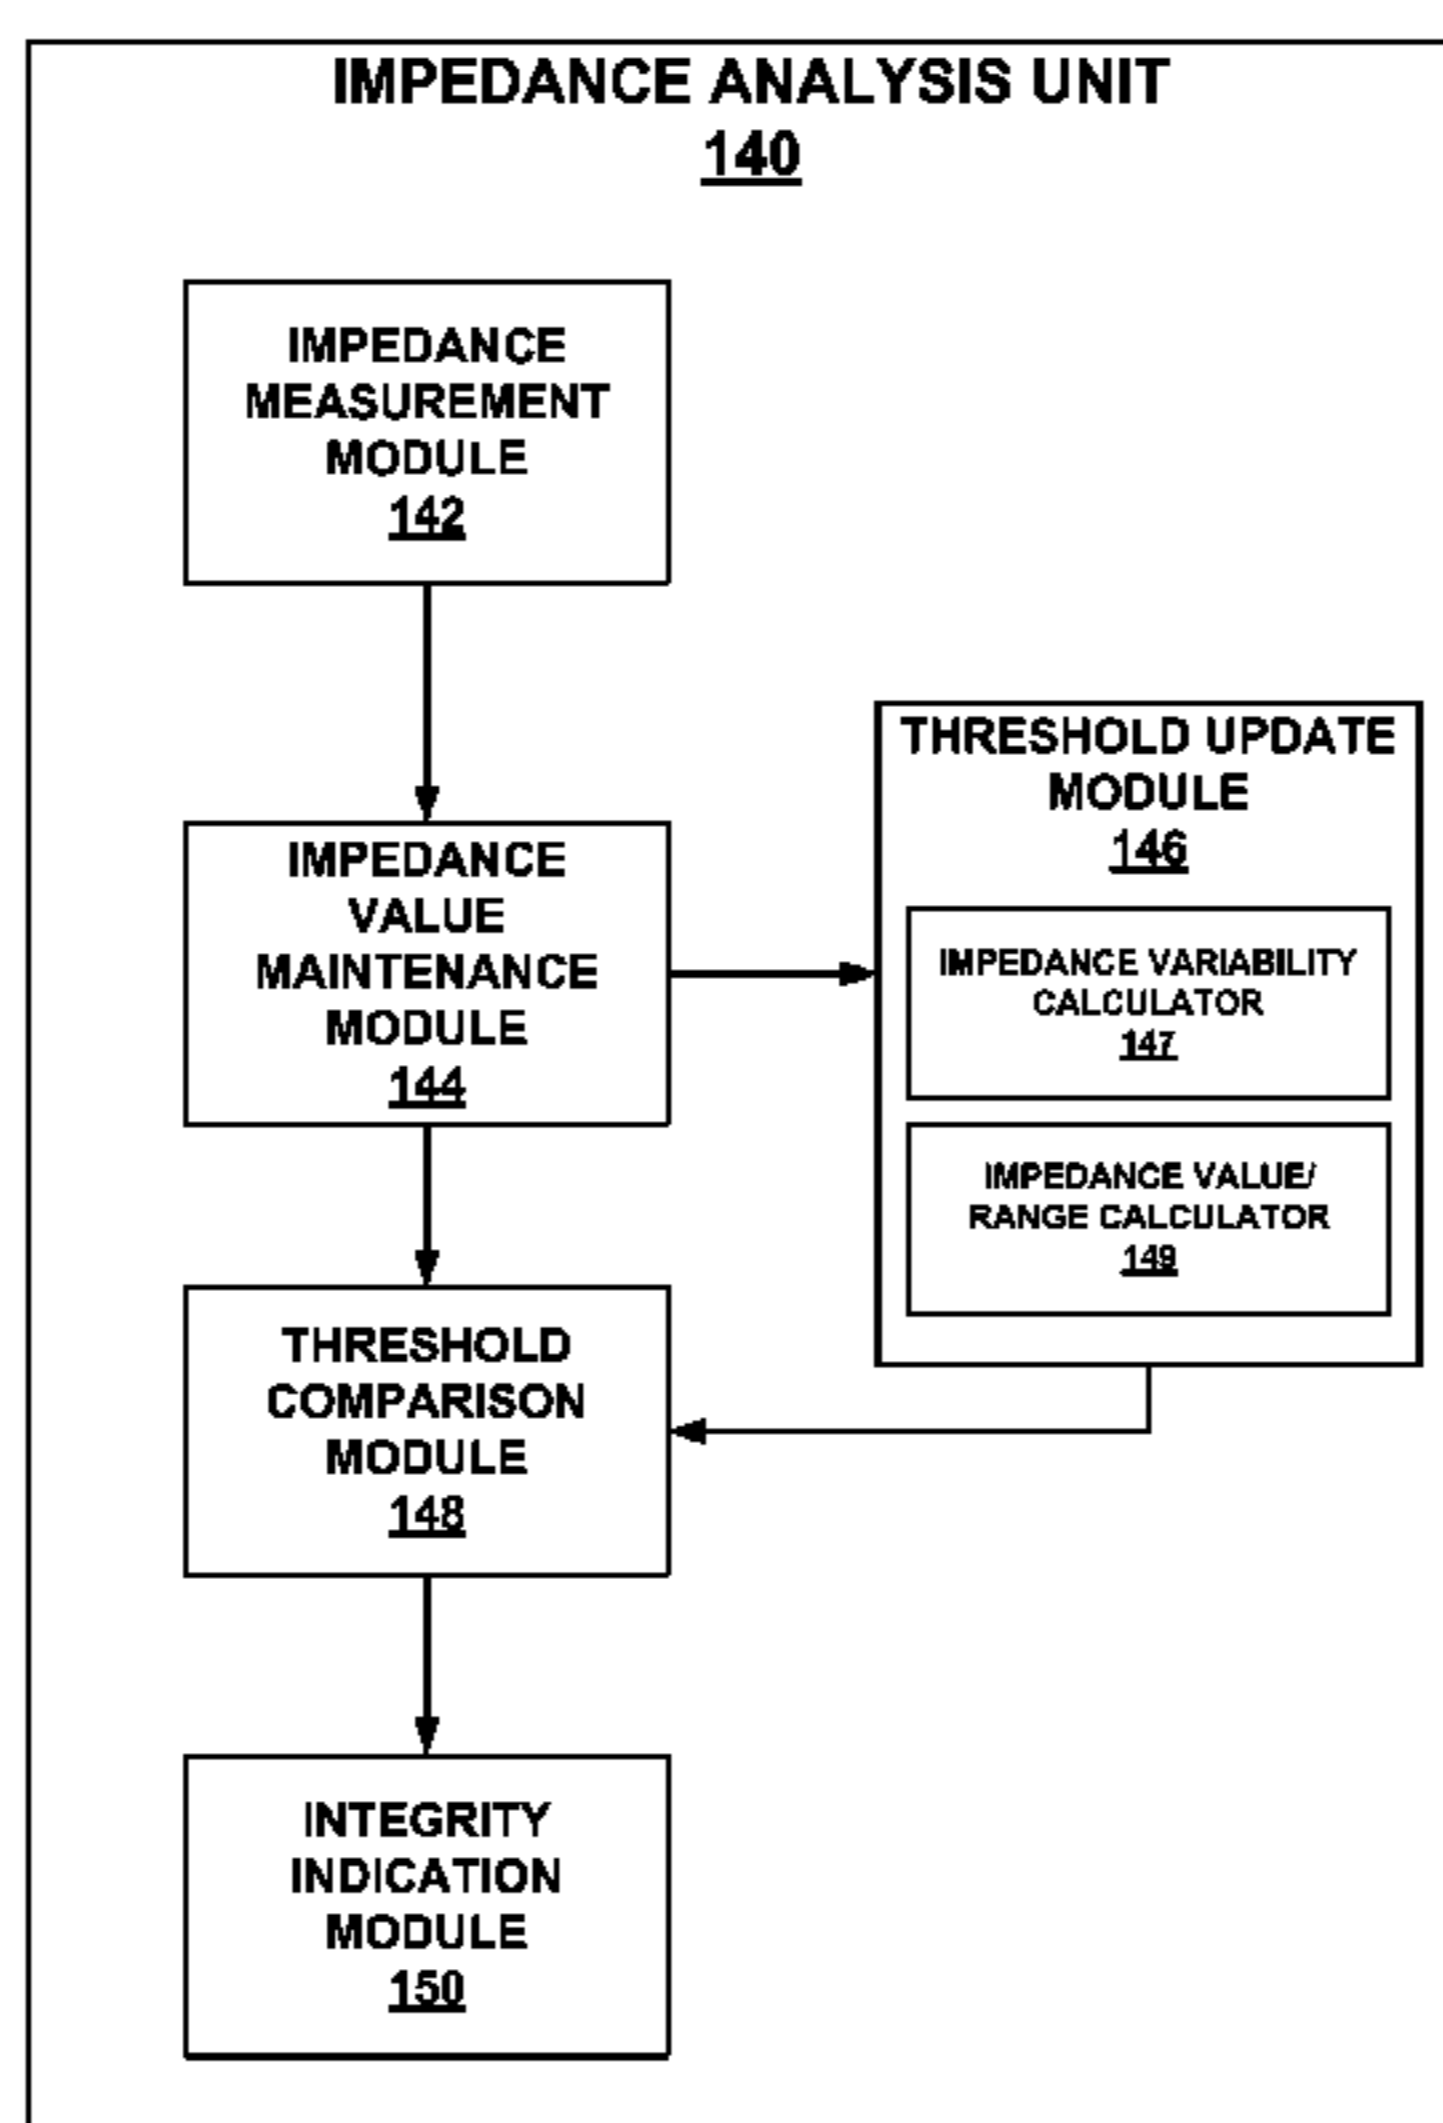 IMPEDANCE ANALYSIS UNIT
140
IMPEDANCE
MEASUREMENT
MODULE
142
IMPEDANCE
VALUE
MAINTENANCE
MODULE
144
THRESHOLD UPDATE
MODULE
146
IMPEDANCE VARIABILITY
CALCULATOR
147
IMPEDANCE VALUE/
RANGE CALCULATOR
149
THRESHOLD
COMPARISON
MODULE
148
INTEGRITY
INDICATION
MODULE
150